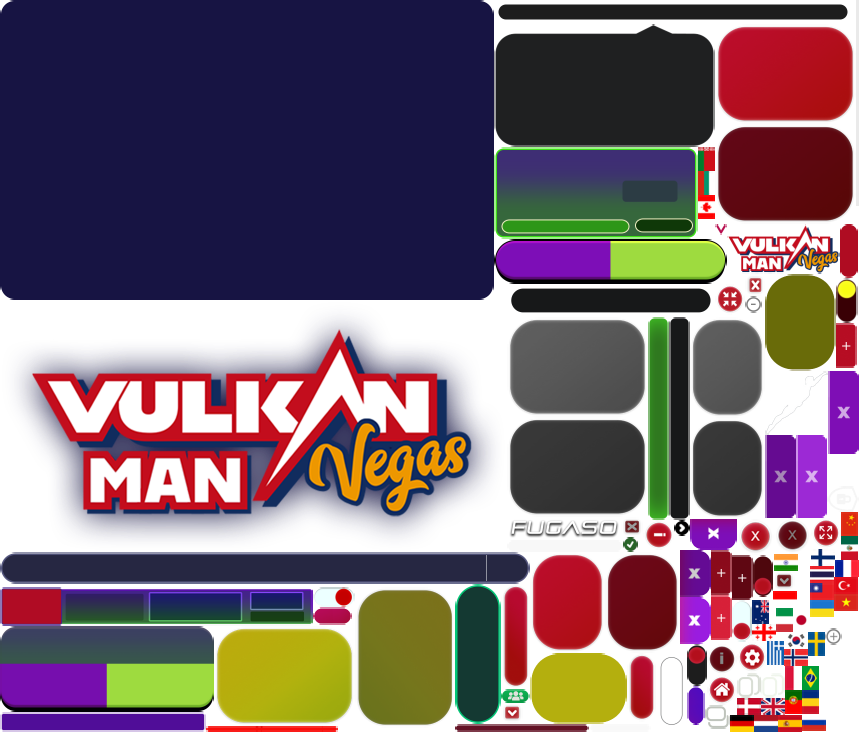 VULKAN
MAN Vegas
VULKAN
MAN Vegas
FUGASO